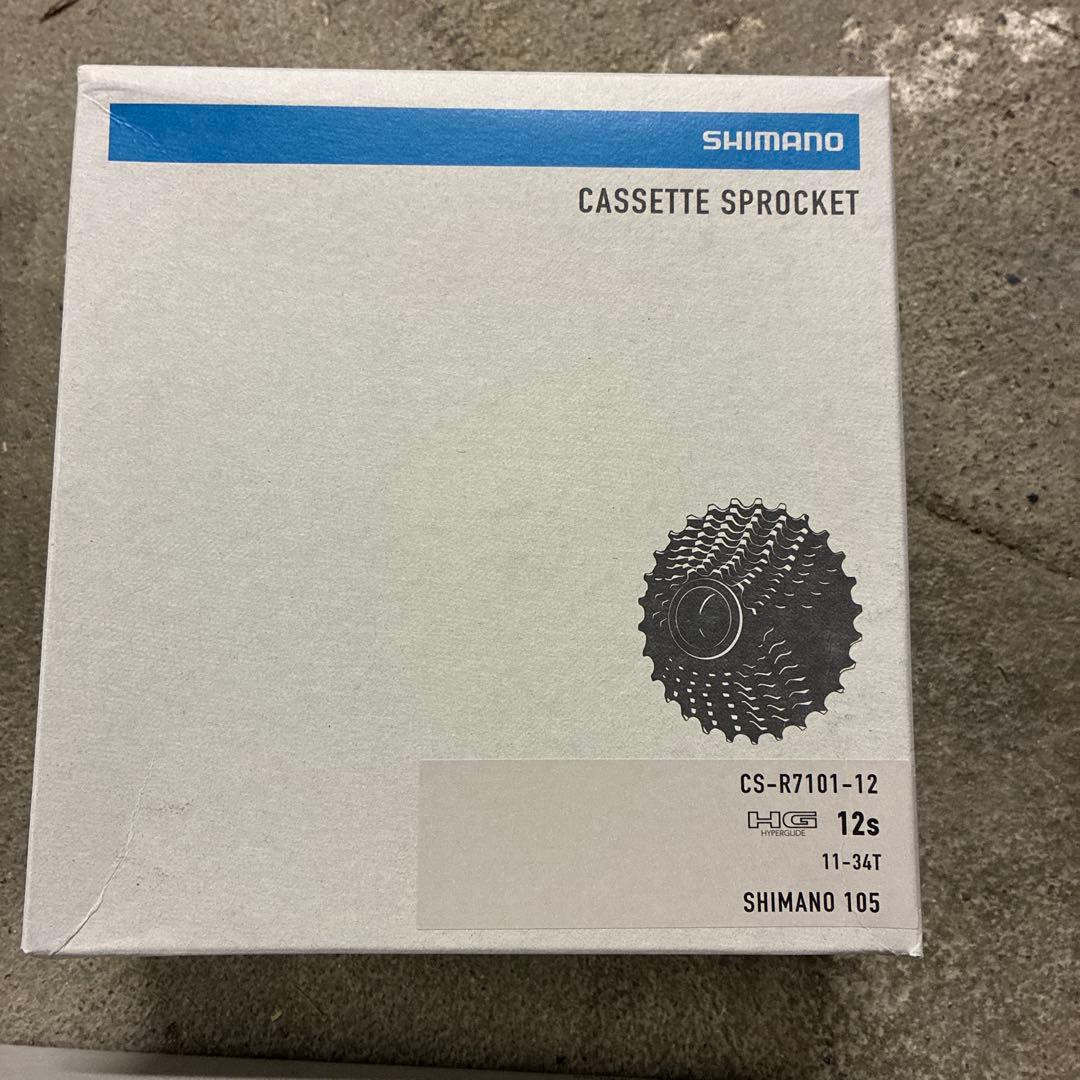 SHIMANO
CASSETTE SPROCKET
CS-R7101-12
HG 12s
HYPERGLIDE
11-34T
SHIMANO 105